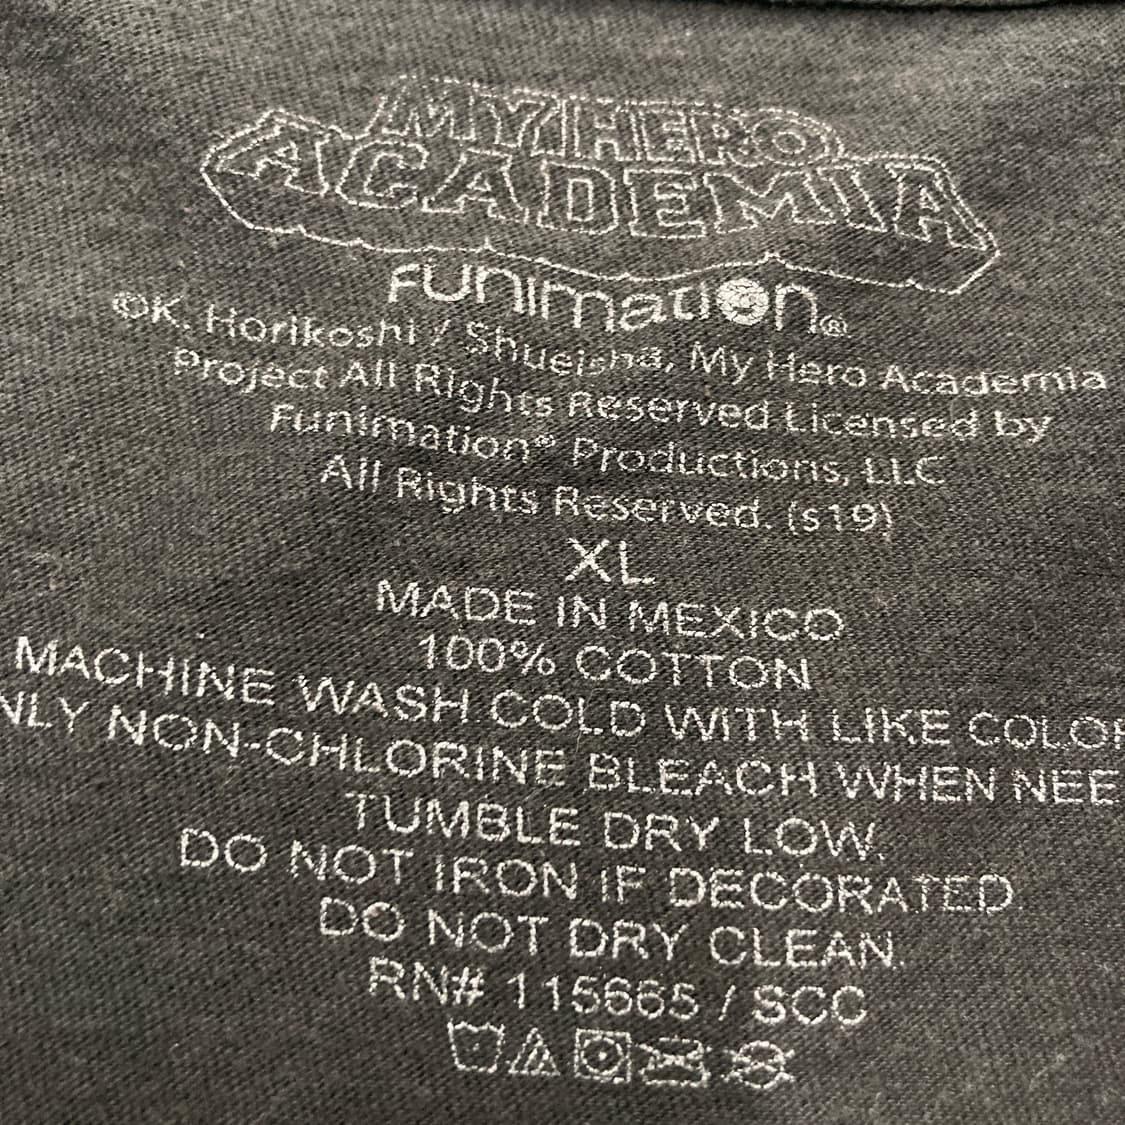 MY HERO
ACADEMIA
FUNimation®
©K. Horikoshi / Shueisha, My Hero Academia
Project All Rights Reserved Licensed by
Funimation® Productions, LLC
All Rights Reserved. (s19)
XL
MADE IN MEXICO
100% COTTON
MACHINE WASH COLD WITH LIKE COLOR
NLY NON-CHLORINE BLEACH WHEN NEE
TUMBLE DRY LOW.
DO NOT IRON IF DECORATED
DO NOT DRY CLEAN.
RN# 115665 / SCC